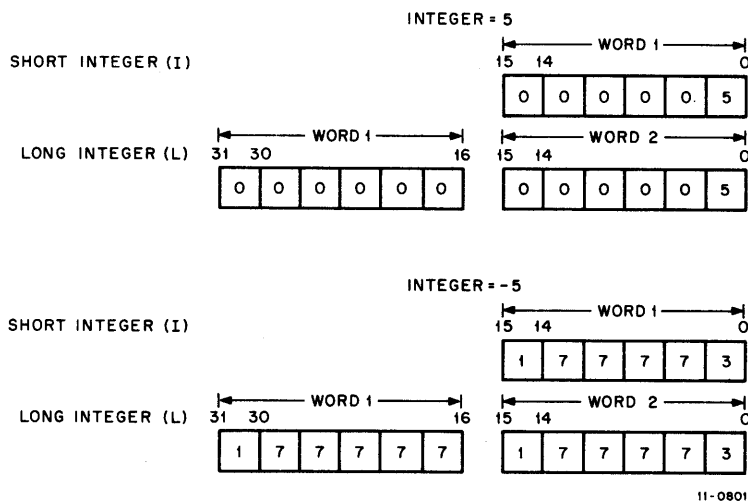 INTEGER = 5
WORD 1
SHORT INTEGER (I)
15 14 0
0 0 0 0 0. 5
WORD 1 WORD 2
LONG INTEGER (L)
31 30 16 15 14 0
0 0 0 0 0 0 0 0 0 0 0 5
INTEGER = -5
WORD 1
SHORT INTEGER (I)
15 14 0
1 7 7 7 7 3
WORD 1 WORD 2
LONG INTEGER (L)
31 30 16 15 14 0
1 7 7 7 7 7 1 7 7 7 7 3
11-0801